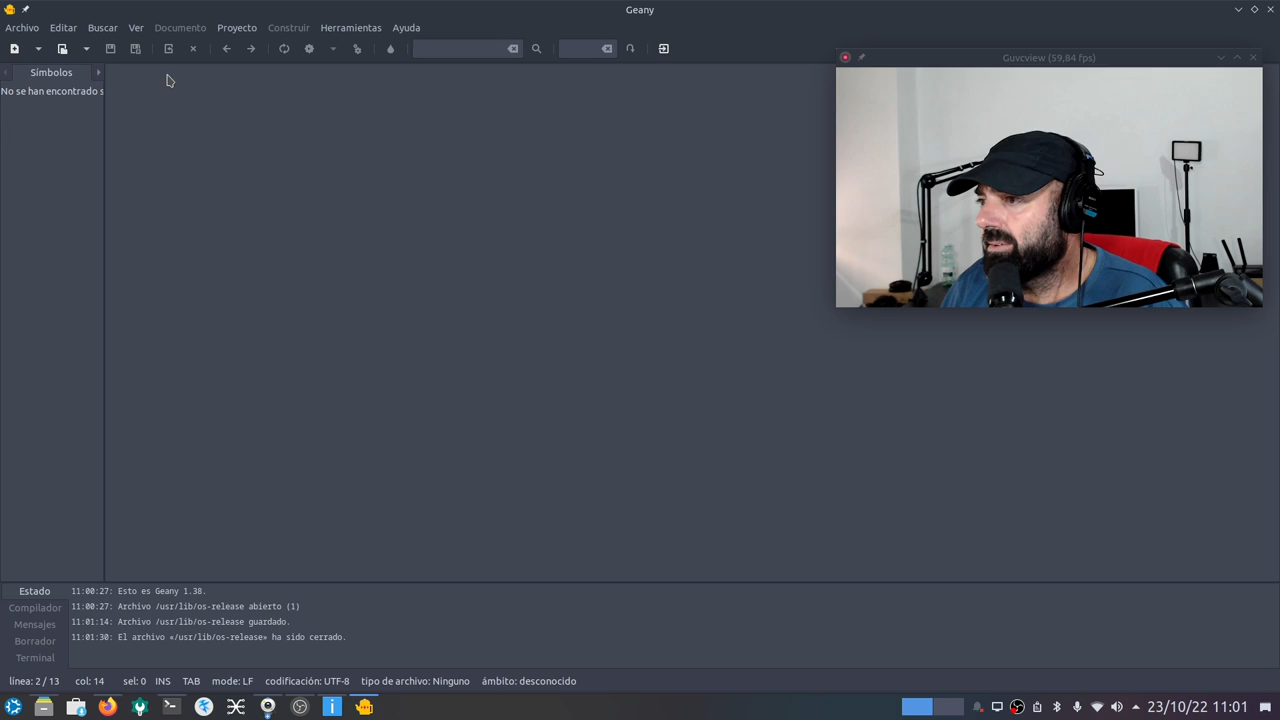 Geany
Archivo Editar Buscar Ver Documento Proyecto Construir Herramientas Ayuda
Guvcview (59,84 fps)
Símbolos
No se han encontrado s
Estado
Compilador
Mensajes
Borrador
Terminal
11:00:27: Esto es Geany 1.38.
11:00:27: Archivo /usr/lib/os-release abierto (1)
11:01:14: Archivo /usr/lib/os-release guardado.
11:01:30: El archivo «/usr/lib/os-release» ha sido cerrado.
línea: 2 / 13 col: 14 sel: 0 INS TAB mode: LF codificación: UTF-8 tipo de archivo: Ninguno ámbito: desconocido
23/10/22 11:01